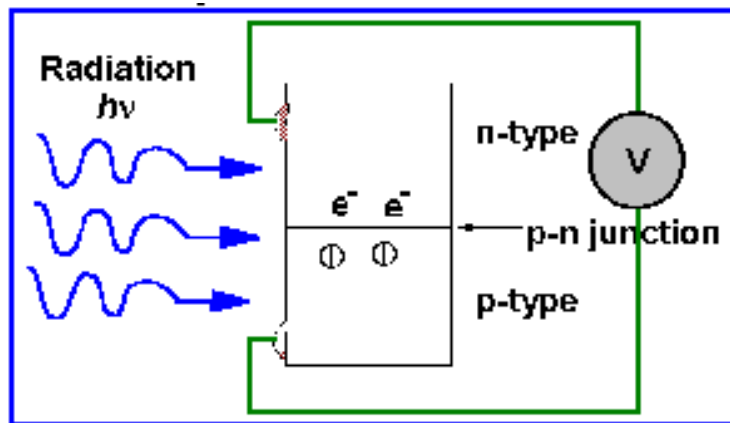 Radiation
hν
n-type
V
e⁻ e⁻
p-n junction
p-type